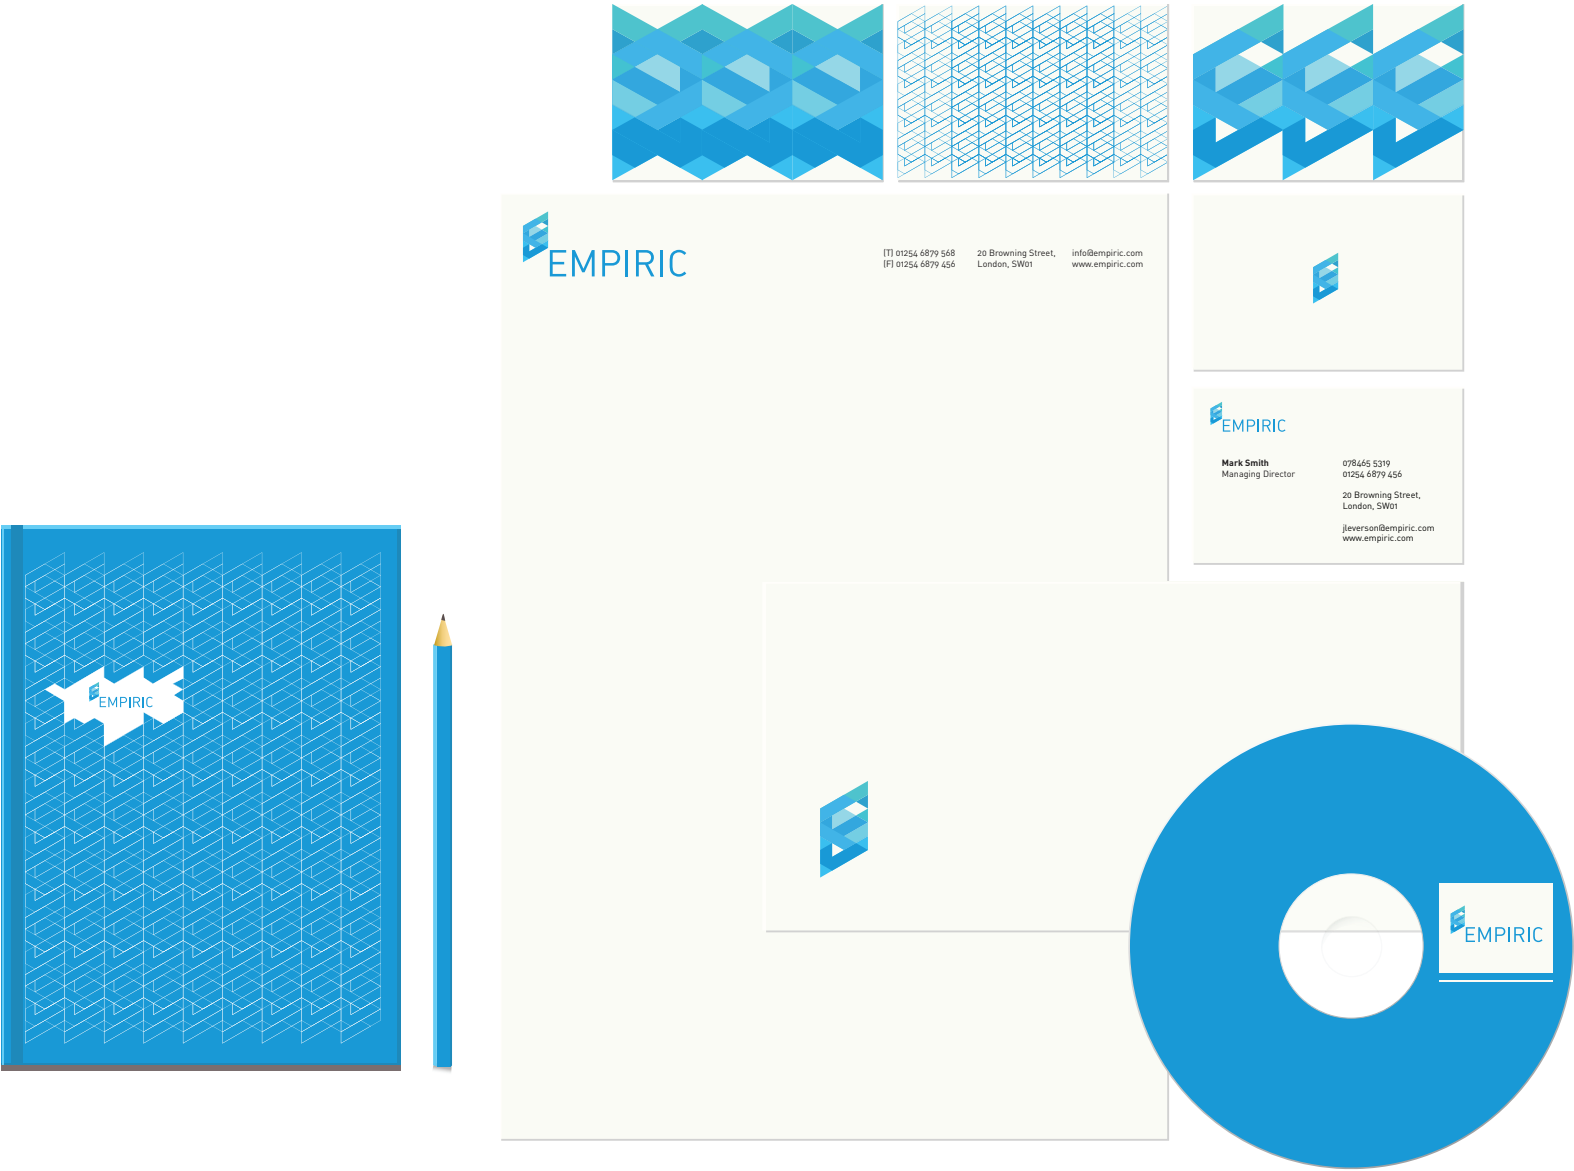 EMPIRIC
[T] 01254 6879 568
[F] 01254 6879 456
20 Browning Street,
London, SW01
info@empiric.com
www.empiric.com
EMPIRIC
Mark Smith
Managing Director
078465 5319
01254 6879 456
20 Browning Street,
London, SW01
jleverson@empiric.com
www.empiric.com
EMPIRIC
EMPIRIC